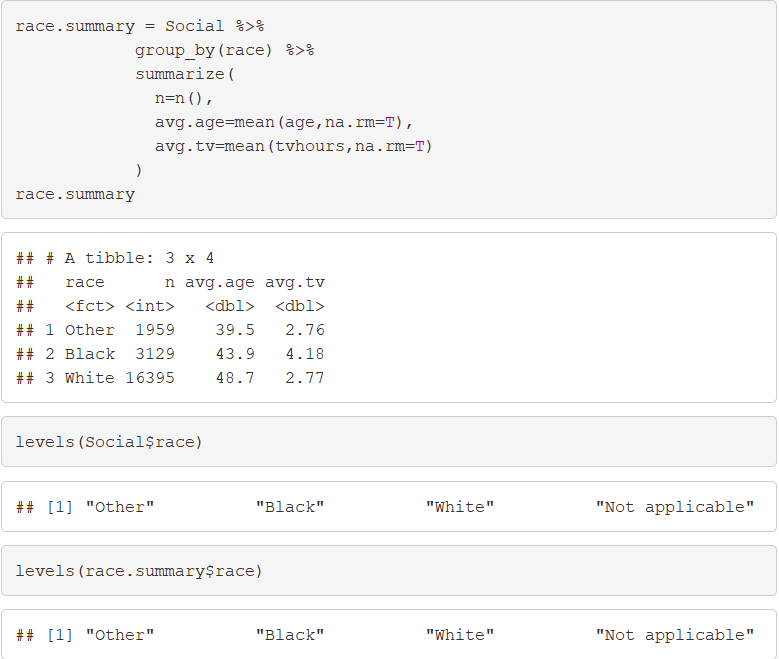 race.summary = Social %>%
            group_by(race) %>%
            summarize(
              n=n(),
              avg.age=mean(age,na.rm=T),
              avg.tv=mean(tvhours,na.rm=T)
            )
race.summary
## # A tibble: 3 x 4
##   race      n avg.age avg.tv
##   <fct> <int>   <dbl>  <dbl>
## 1 Other  1959    39.5   2.76
## 2 Black  3129    43.9   4.18
## 3 White 16395    48.7   2.77
levels(Social$race)
## [1] "Other"          "Black"          "White"          "Not applicable"
levels(race.summary$race)
## [1] "Other"          "Black"          "White"          "Not applicable"